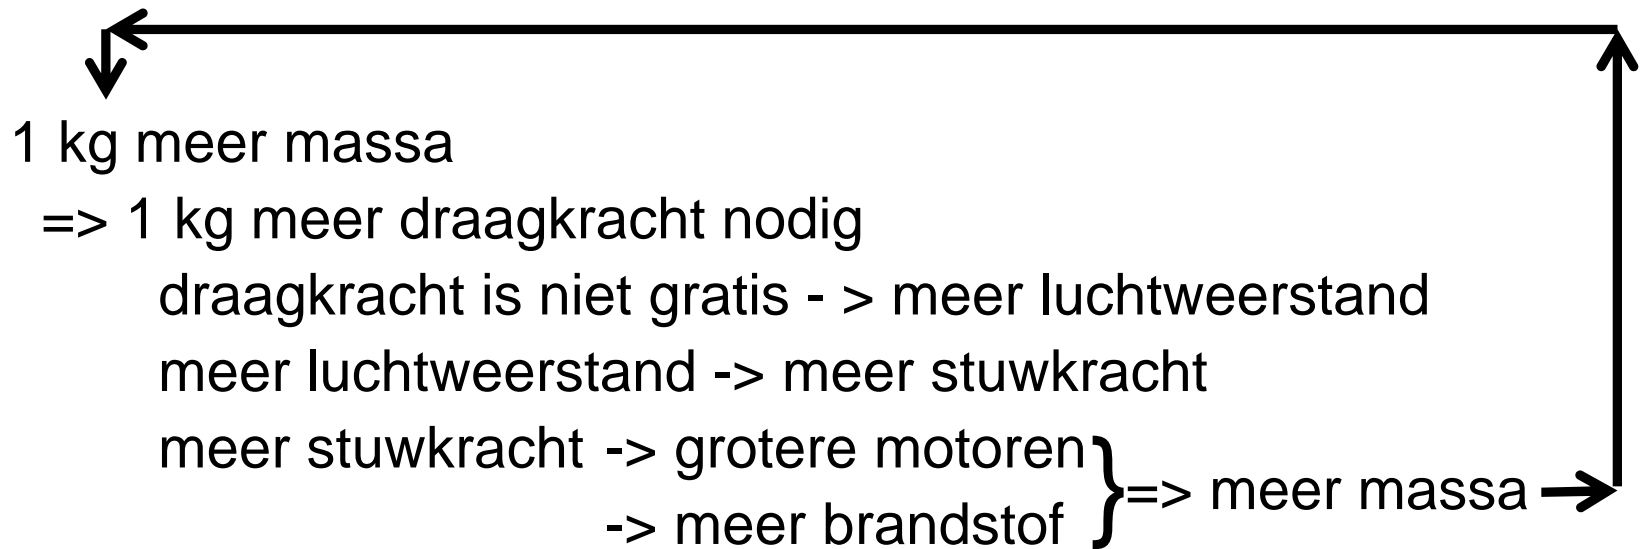 1 kg meer massa
=> 1 kg meer draagkracht nodig
draagkracht is niet gratis - > meer luchtweerstand
meer luchtweerstand -> meer stuwkracht
meer stuwkracht -> grotere motoren
-> meer brandstof } => meer massa